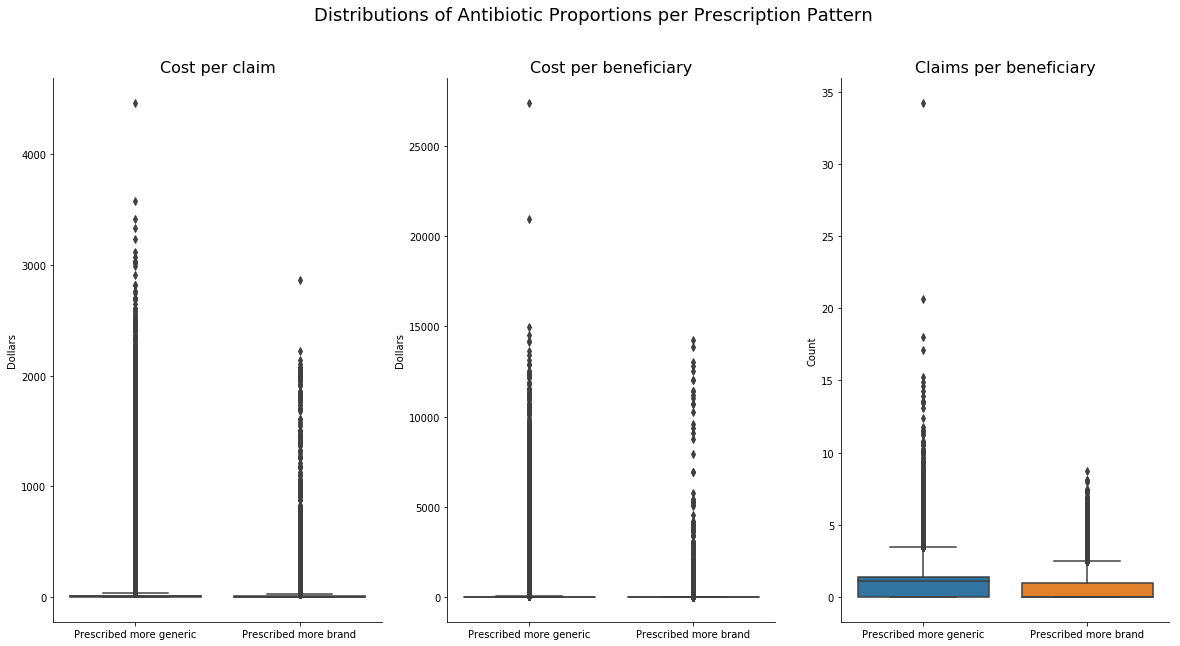 Distributions of Antibiotic Proportions per Prescription Pattern
Cost per claim
Dollars
4000
3000
2000
1000
0
Prescribed more generic
Prescribed more brand
Cost per beneficiary
Dollars
25000
20000
15000
10000
5000
0
Prescribed more generic
Prescribed more brand
Claims per beneficiary
Count
35
30
25
20
15
10
5
0
Prescribed more generic
Prescribed more brand